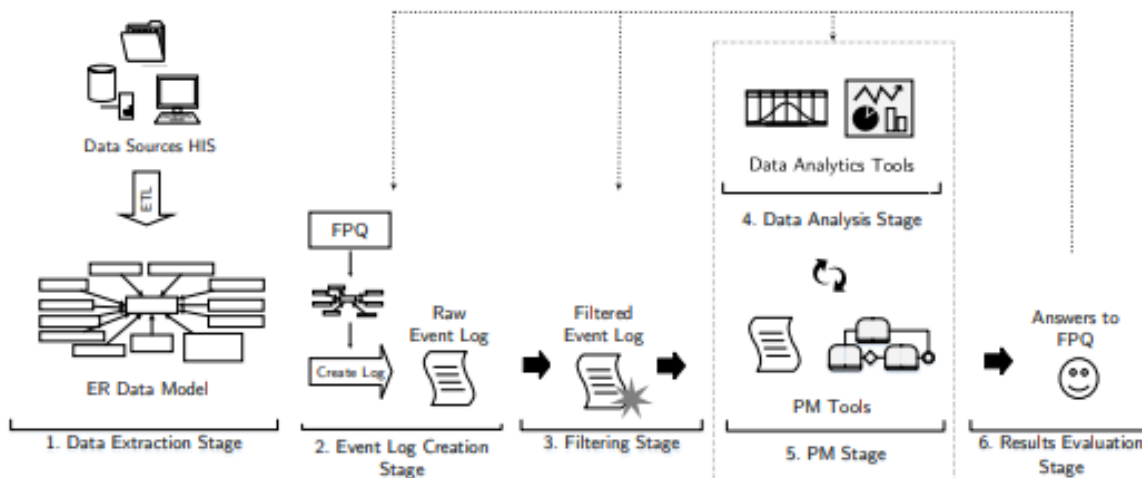 Data Sources HIS
ETL
ER Data Model
1. Data Extraction Stage
FPQ
Create Log
Raw
Event Log
2. Event Log Creation
Stage
Filtered
Event Log
3. Filtering Stage
Data Analytics Tools
4. Data Analysis Stage
PM Tools
5. PM Stage
Answers to
FPQ
6. Results Evaluation
Stage